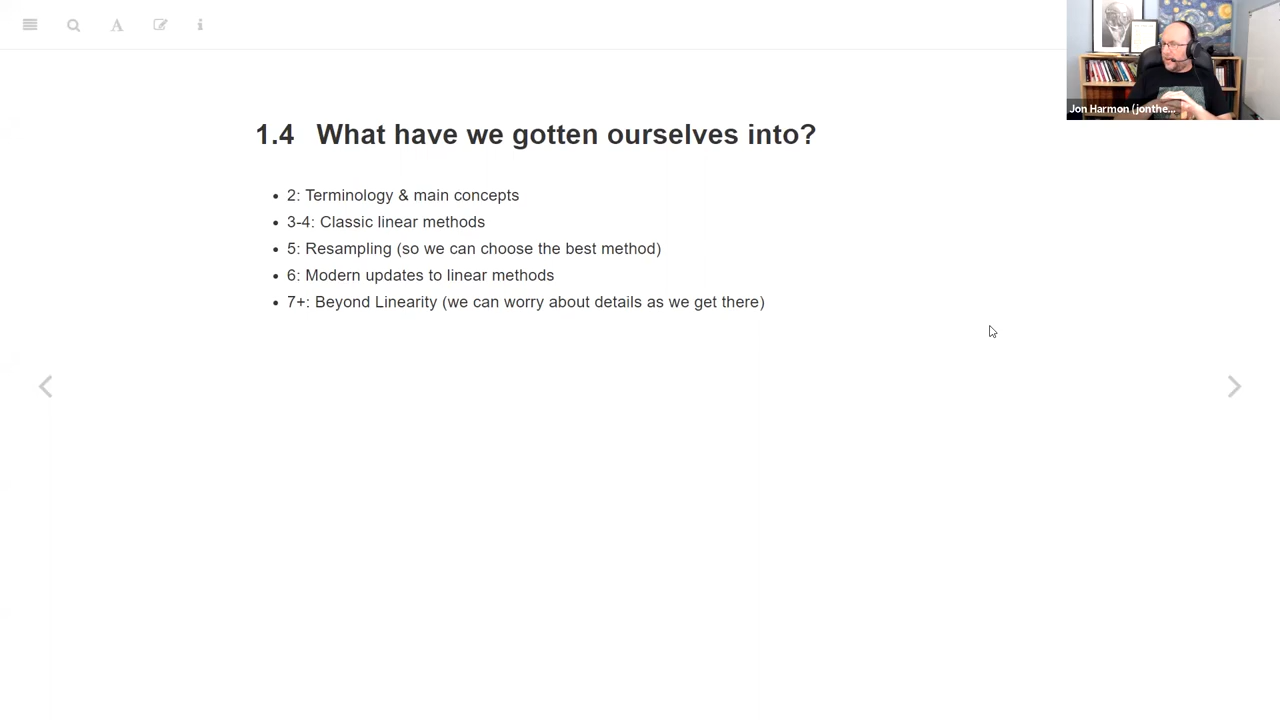 Jon Harmon (jonthe...
1.4 What have we gotten ourselves into?
• 2: Terminology & main concepts
• 3-4: Classic linear methods
• 5: Resampling (so we can choose the best method)
• 6: Modern updates to linear methods
• 7+: Beyond Linearity (we can worry about details as we get there)